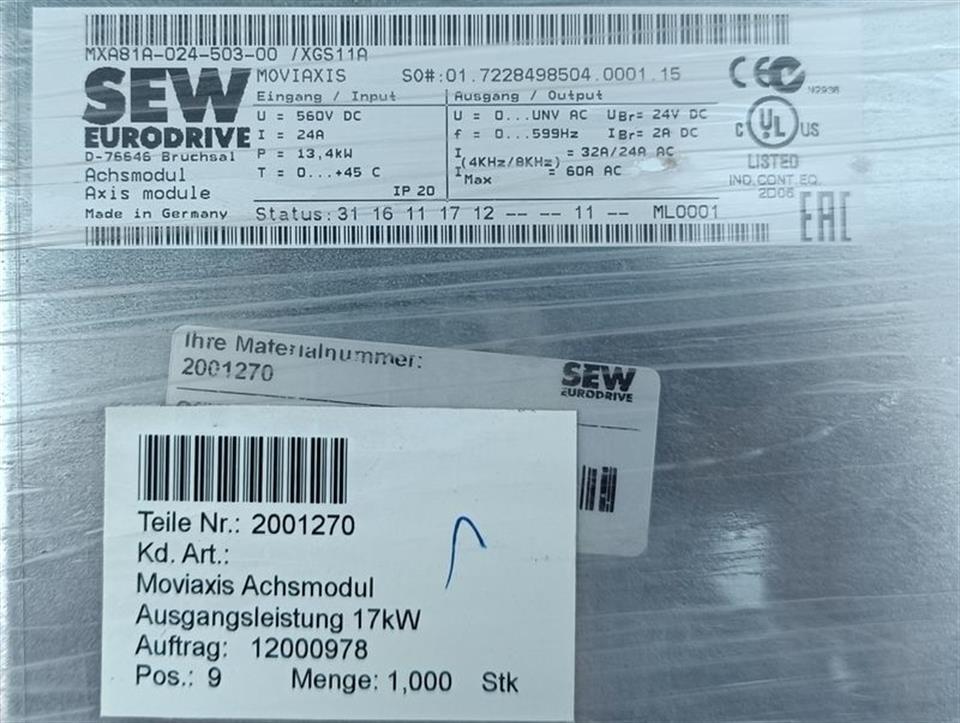 MXA81A-024-503-00 /XGS11A
SEW
EURODRIVE
D-76646 Bruchsal
Achsmodul
Axis module
Made in Germany
MOVIAXIS SO#:01.7228498504.0001.15
Eingang / Input
U = 560V DC
I = 24A
P = 13,4kW
T = 0...+45 C
IP 20
Ausgang / Output
U = 0...UNV AC UBr= 24V DC
f = 0...599Hz IBr= 2A DC
I (4KHz/8KHz) = 32A/24A AC
I Max = 60A AC
Status: 31 16 11 17 12 -- -- 11 -- ML0001
CE
N2936
C UL US
LISTED
IND.CONT.EQ.
2D06
EAC
Ihre Materialnummer:
2001270
SEW
EURODRIVE
Teile Nr.: 2001270
Kd. Art.:
Moviaxis Achsmodul
Ausgangsleistung 17kW
Auftrag: 12000978
Pos.: 9 Menge: 1,000 Stk